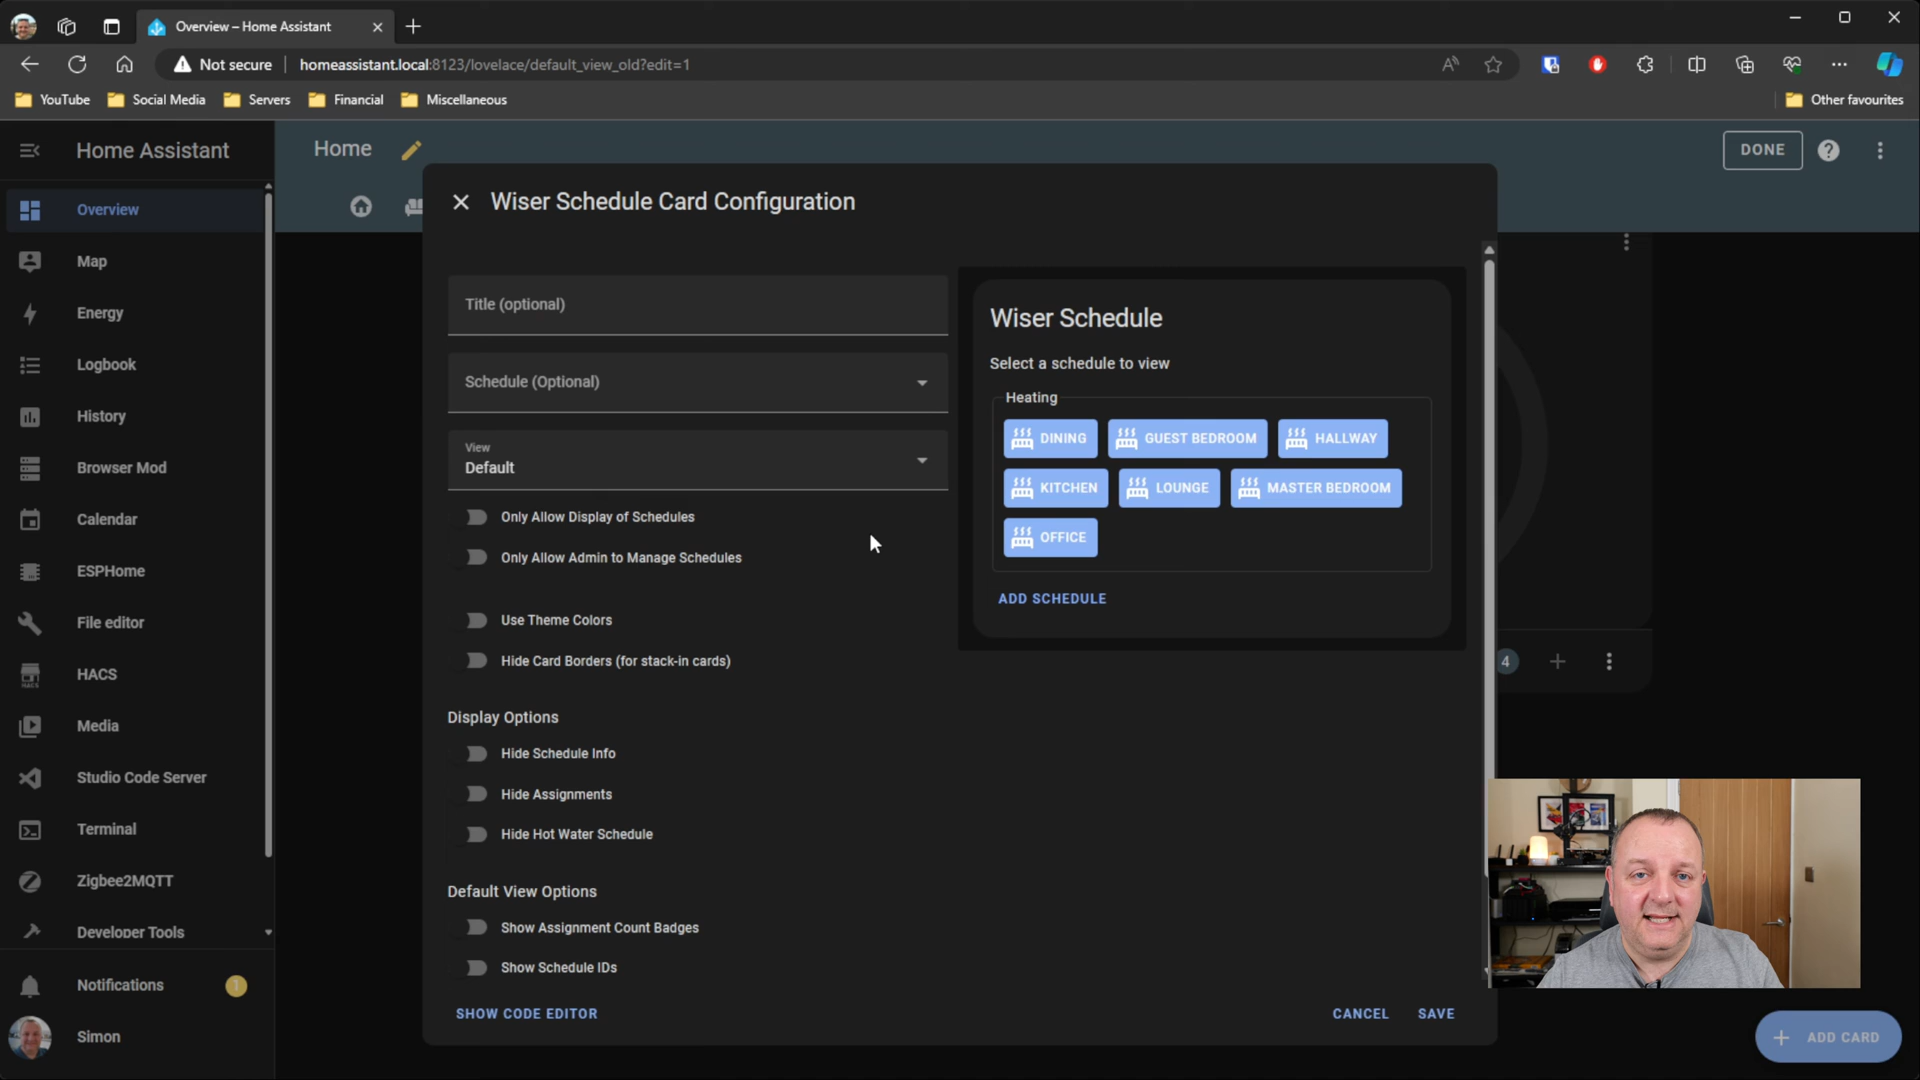 Overview – Home Assistant
Not secure
homeassistant.local:8123/lovelace/default_view_old?edit=1
YouTube
Social Media
Servers
Financial
Miscellaneous
Other favourites
Home Assistant
Home
DONE
Overview
Map
Energy
Logbook
History
Browser Mod
Calendar
ESPHome
File editor
HACS
Media
Studio Code Server
Terminal
Zigbee2MQTT
Developer Tools
Notifications
1
Simon
Wiser Schedule Card Configuration
Title (optional)
Schedule (Optional)
View
Default
Only Allow Display of Schedules
Only Allow Admin to Manage Schedules
Use Theme Colors
Hide Card Borders (for stack-in cards)
Display Options
Hide Schedule Info
Hide Assignments
Hide Hot Water Schedule
Default View Options
Show Assignment Count Badges
Show Schedule IDs
SHOW CODE EDITOR
CANCEL
SAVE
Wiser Schedule
Select a schedule to view
Heating
DINING
GUEST BEDROOM
HALLWAY
KITCHEN
LOUNGE
MASTER BEDROOM
OFFICE
ADD SCHEDULE
4
ADD CARD